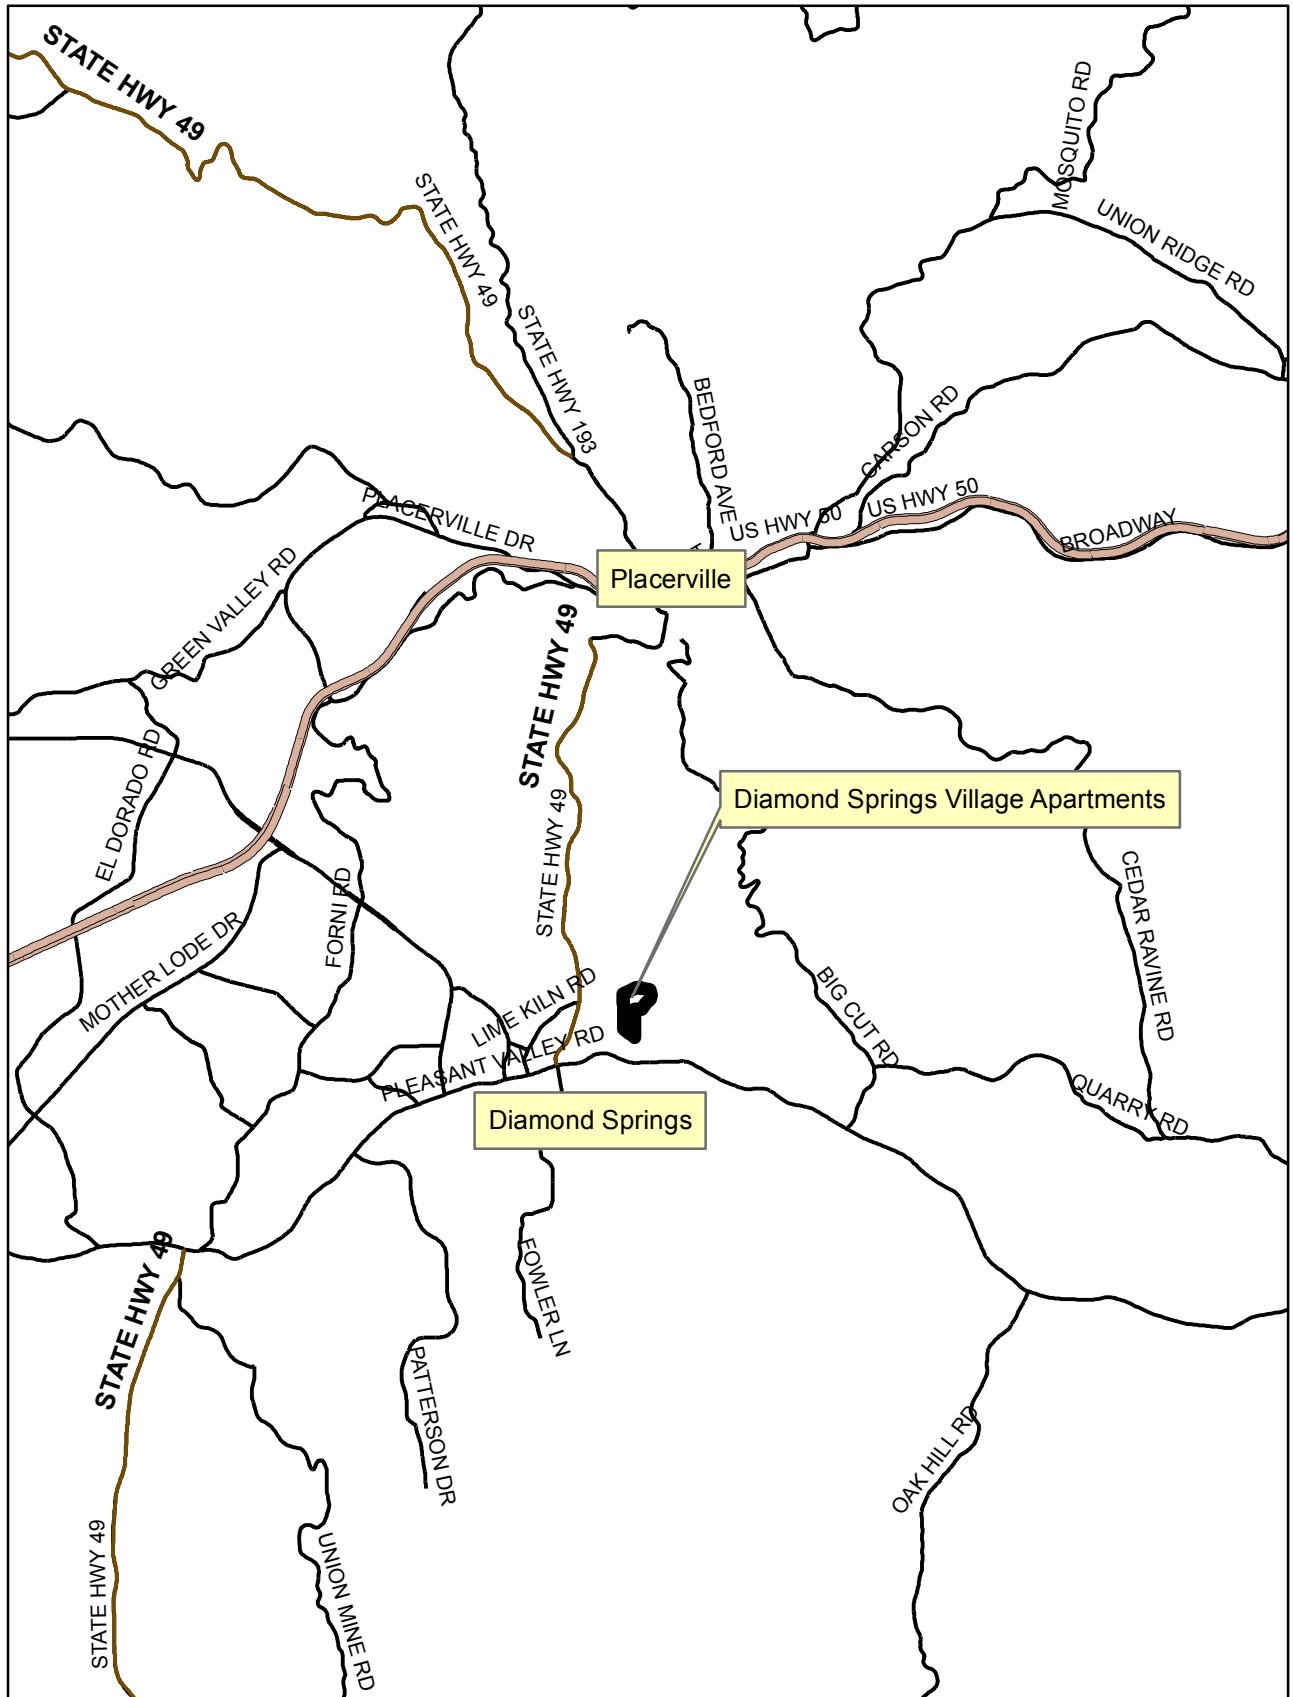 STATE HWY 49
MOSQUITO RD
UNION RIDGE RD
STATE HWY 49
STATE HWY 193
BEDFORD AVE
CARSON RD
US HWY 50
US HWY 50
BROADWAY
PLACERVILLE DR
Placerville
GREEN VALLEY RD
STATE HWY 49
EL DORADO RD
Diamond Springs Village Apartments
STATE HWY 49
FORNI RD
MOTHER LODE DR
CEDAR RAVINE RD
LIME KILN RD
BIG CUT RD
PLEASANT VALLEY RD
QUARRY RD
Diamond Springs
STATE HWY 49
FOWLER LN
PATTERSON DR
OAK HILL RD
STATE HWY 49
UNION MINE RD